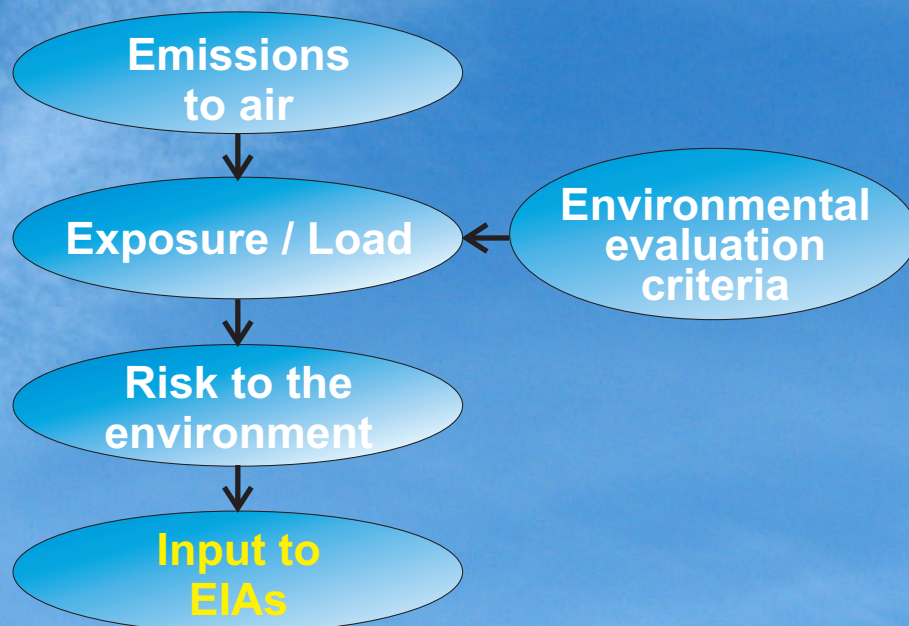 Emissions
to air
Exposure / Load
Environmental
evaluation
criteria
Risk to the
environment
Input to
EIAs